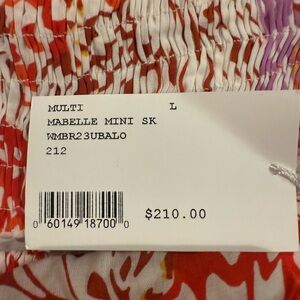 MULTI L
MABELLE MINI SK
WMBR23UBALO
212
0 60149 18700 0
$210.00